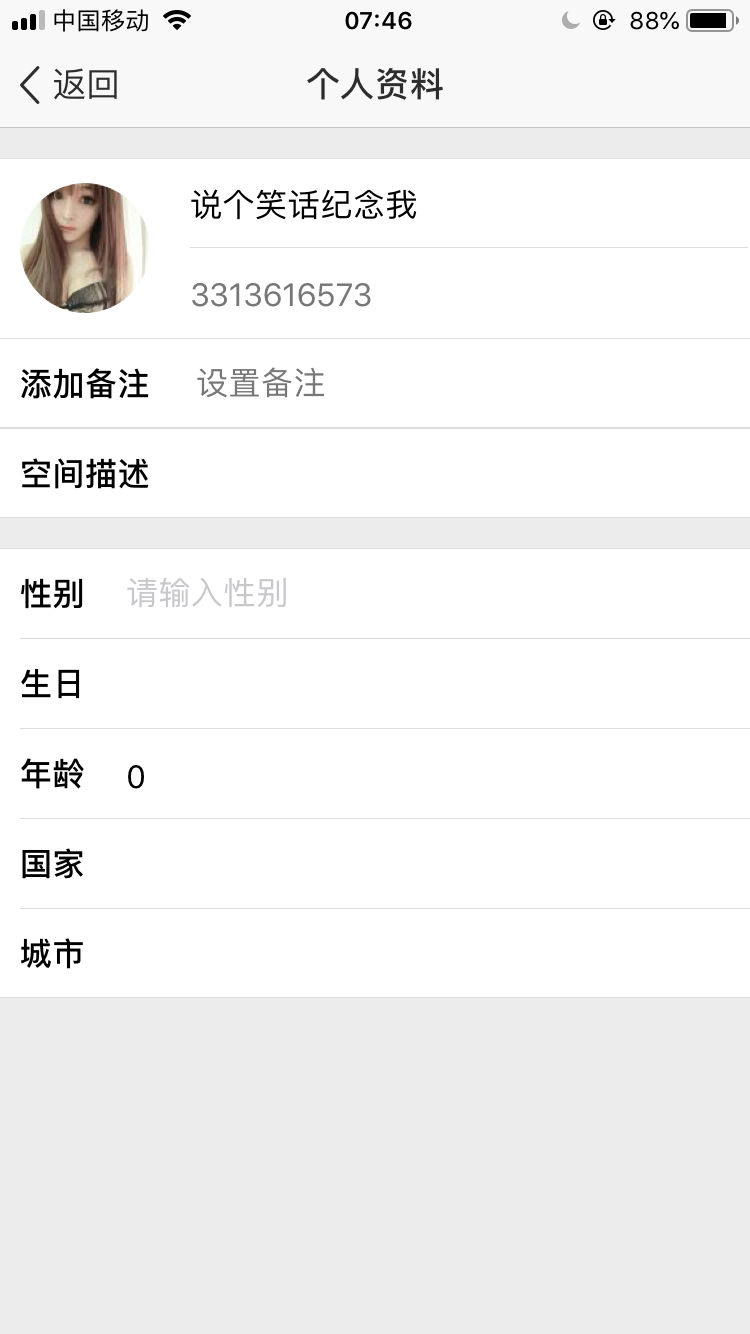 中国移动 07:46 88%
返回 个人资料
说个笑话纪念我
3313616573
添加备注 设置备注
空间描述
性别 请输入性别
生日
年龄 0
国家
城市